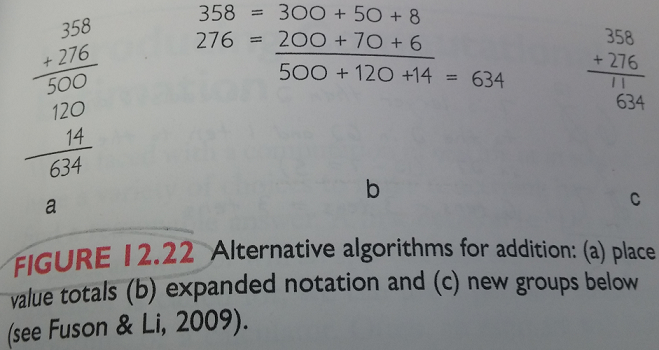 358
+ 276
500
120
14
634
a
358 = 300 + 50 + 8
276 = 200 + 70 + 6
500 + 120 +14 = 634
b
358
+ 276
11
634
c
FIGURE 12.22 Alternative algorithms for addition: (a) place
value totals (b) expanded notation and (c) new groups below
(see Fuson & Li, 2009).